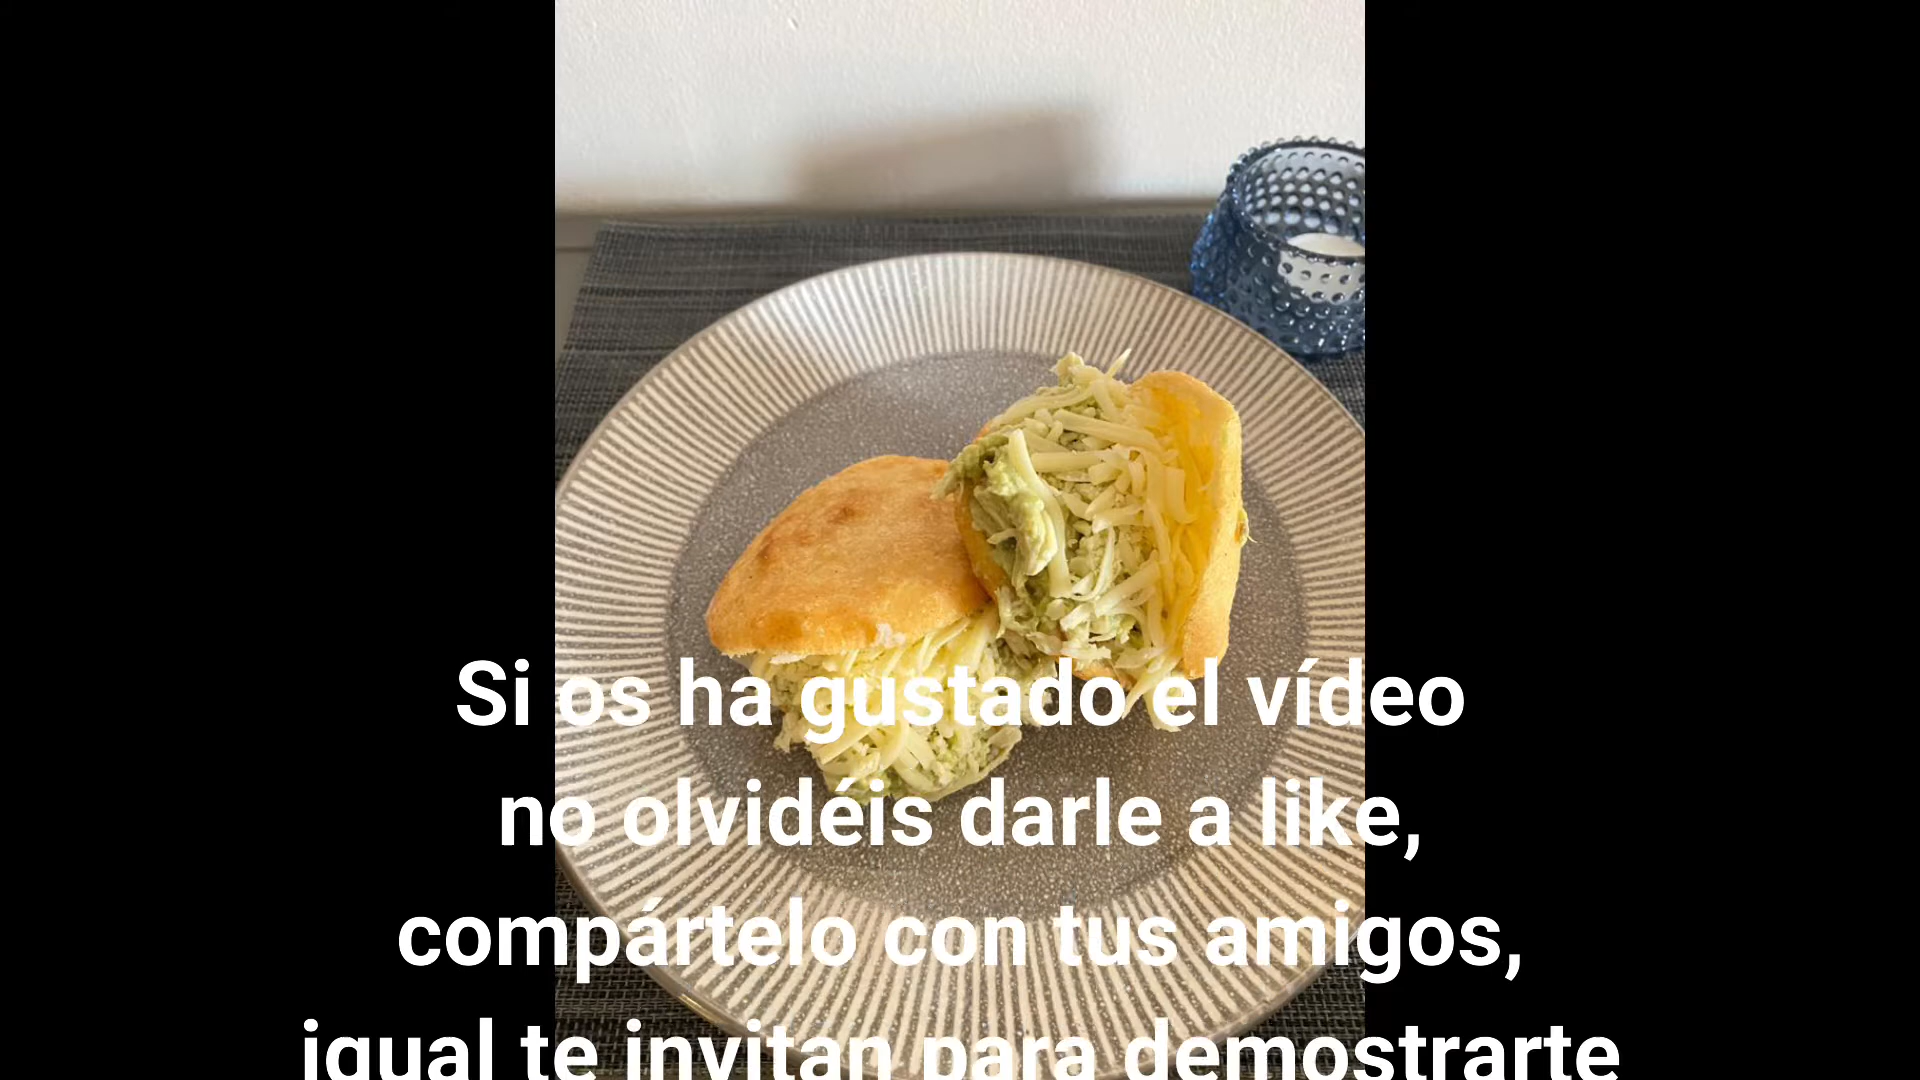 Si os ha gustado el vídeo
no olvidéis darle a like,
compártelo con tus amigos,
igual te invitan para demostrarte